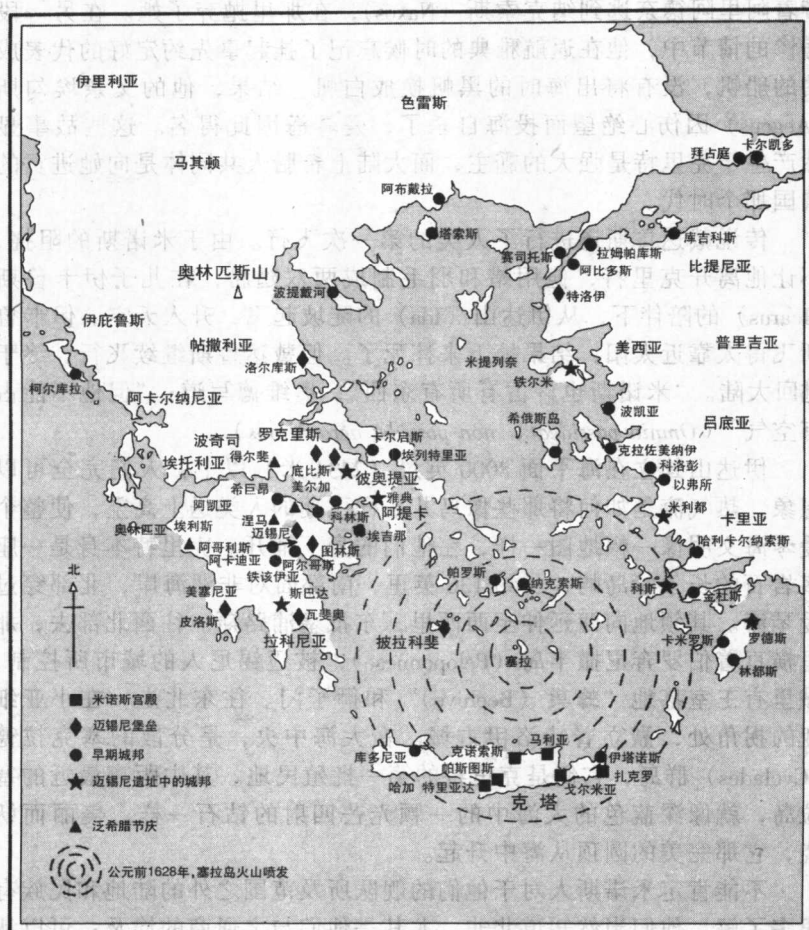 伊里利亚
色雷斯
马其顿
拜占庭
卡尔凯多
阿布戴拉
塔索斯
赛司托斯
拉姆帕库斯
库吉科斯
阿比多斯
比提尼亚
奥林匹斯山
波提戴河
特洛伊
伊庇鲁斯
帖撒利亚
洛尔库斯
米提列奈
美西亚
普里吉亚
铁尔米
柯尔库拉
阿卡尔纳尼亚
希俄斯岛
波凯亚
吕底亚
波奇司
罗克里斯
卡尔启斯
埃列特里亚
克拉佐美纳伊
埃托利亚
得尔斐
底比斯
彼奥提亚
科洛彭
以弗所
希巴昂
美尔加
雅典
阿提卡
米利都
阿凯亚
涅马
科林斯
埃吉那
卡里亚
奥林匹亚
埃利斯
迈锡尼
阿哥利斯
图林斯
哈利卡尔纳索斯
阿卡迪亚
阿尔哥斯
帕罗斯
纳克索斯
铁该伊亚
科斯
金杜斯
美塞尼亚
斯巴达
皮洛斯
瓦斐奥
彼拉科斐
罗德斯
卡米罗斯
拉科尼亚
塞拉
林都斯
北
米诺斯宫殿
迈锡尼堡垒
早期城邦
迈锡尼遗址中的城邦
泛希腊节庆
公元前1628年，塞拉岛火山喷发
库多尼亚
克诺索斯
马利亚
伊塔诺斯
帕斯图斯
扎克罗
哈加 特里亚达
戈尔米亚
克 塔